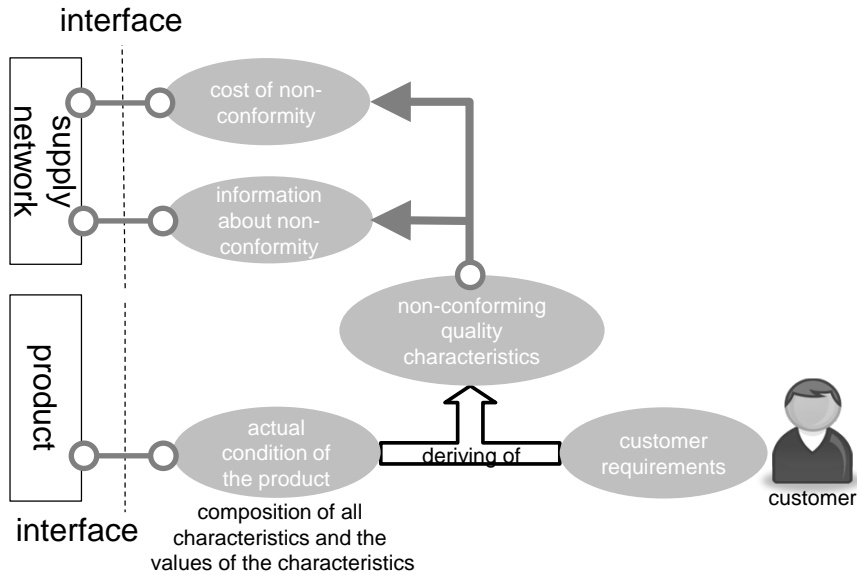 interface
supply
network
cost of non-
conformity
information
about non-
conformity
non-conforming
quality
characteristics
product
actual
condition of
the product
deriving of
customer
requirements
customer
interface
composition of all
characteristics and the
values of the characteristics